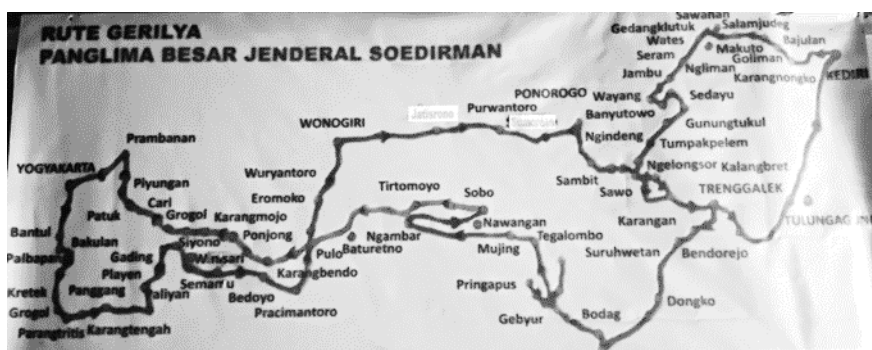 RUTE GERILYA
PANGLIMA BESAR JENDERAL SOEDIRMAN
Sawahan
Gedangklutuk
Salamjudeg
Wates
Makuto
Bajulan
Seram
Goliman
Jambu
Ngliman
Karangnongko
KEDIRI
PONOROGO
Wayang
Sedayu
Jatisrono
Purwantoro
WONOGIRI
Banyutowo
Gunungtukul
Ngindeng
Tumpakpelem
Prambanan
YOGYAKARTA
Wuryantoro
Ngelongsor
Kalangbret
Piyungan
Tirtomoyo
Sobo
Sambit
Sawo
TRENGGALEK
Cari
Eromoko
Patuk
Grogol
Karangmojo
Nawangan
Karangan
Bantul
Bakulan
Siyono
Ponjong
Ngambar
Tegalombo
Palbapan
Gading
Wingsari
Pulo
Baturetno
Mujing
Suruhwetan
Bendorejo
Playen
Karangbendo
Kretek
Panggang
Paliyan
Semanu
Bedoyo
Pringapus
Dongko
Grogol
Pracimantoro
Gebyur
Bodag
Parangtritis
Karangtengah